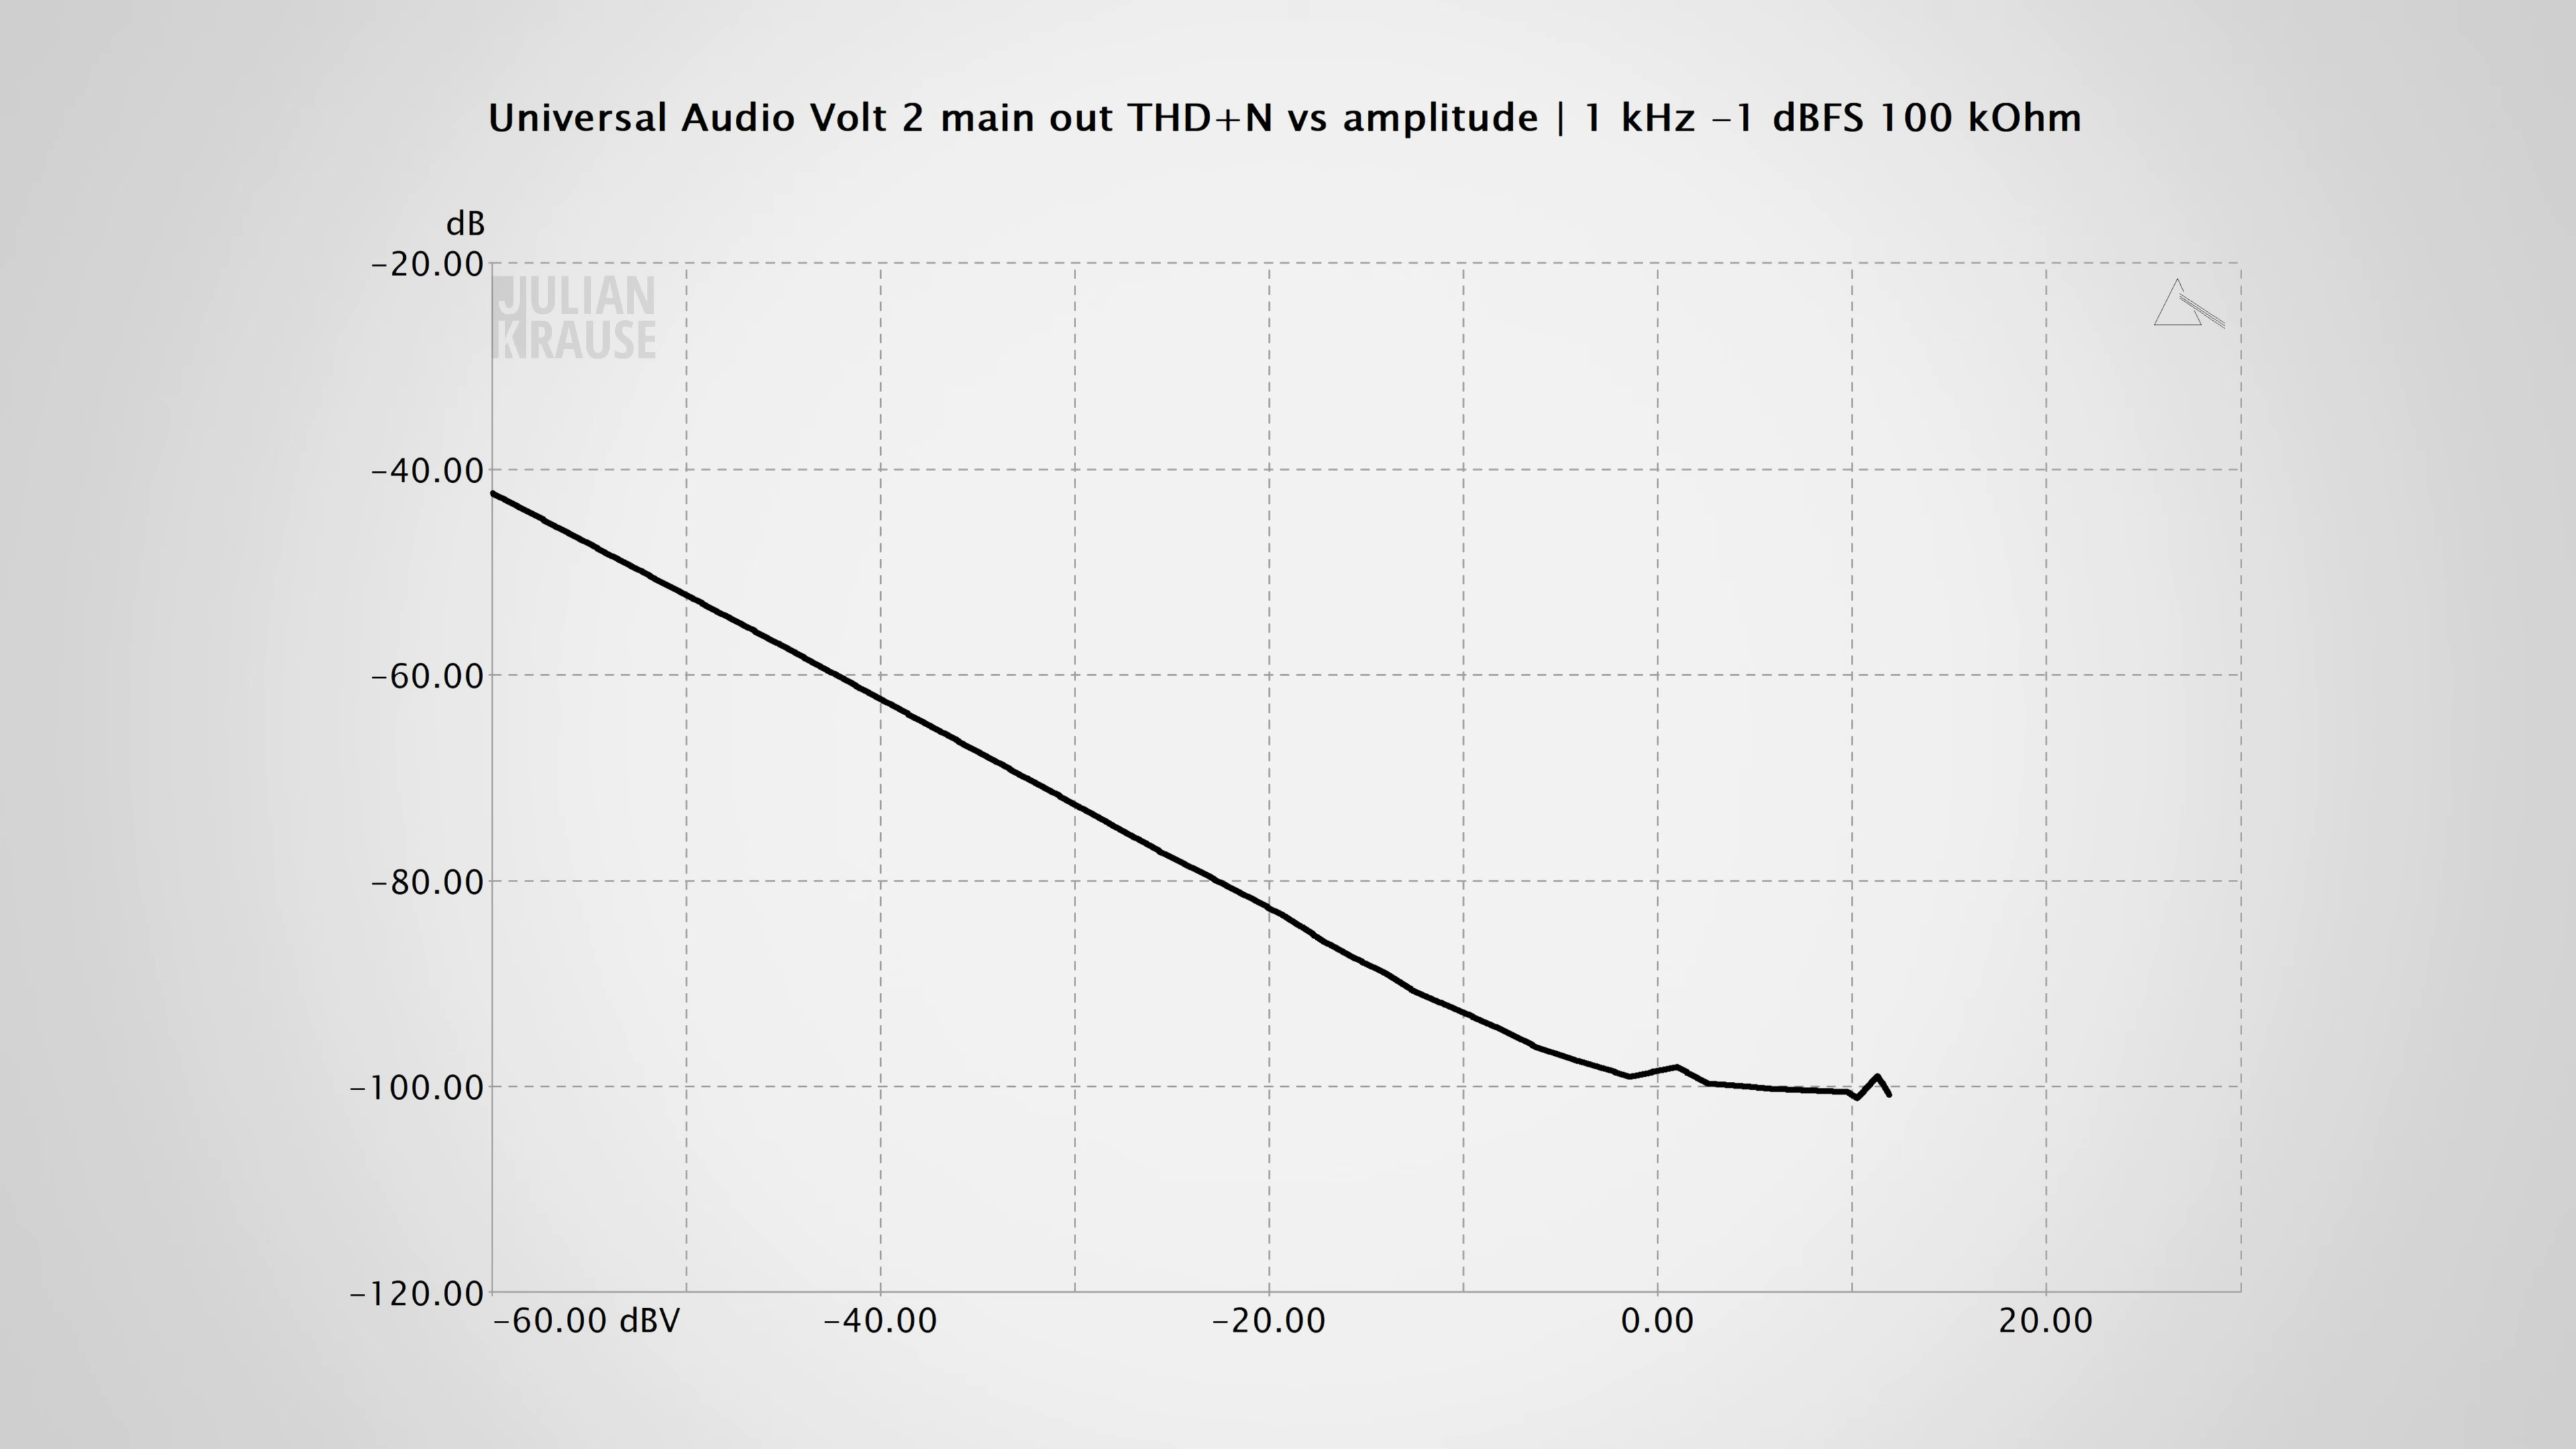 Universal Audio Volt 2 main out THD+N vs amplitude | 1 kHz −1 dBFS 100 kOhm
dB
−20.00
JULIAN
KRAUSE
−40.00
−60.00
−80.00
−100.00
−120.00
−60.00 dBV −40.00 −20.00 0.00 20.00